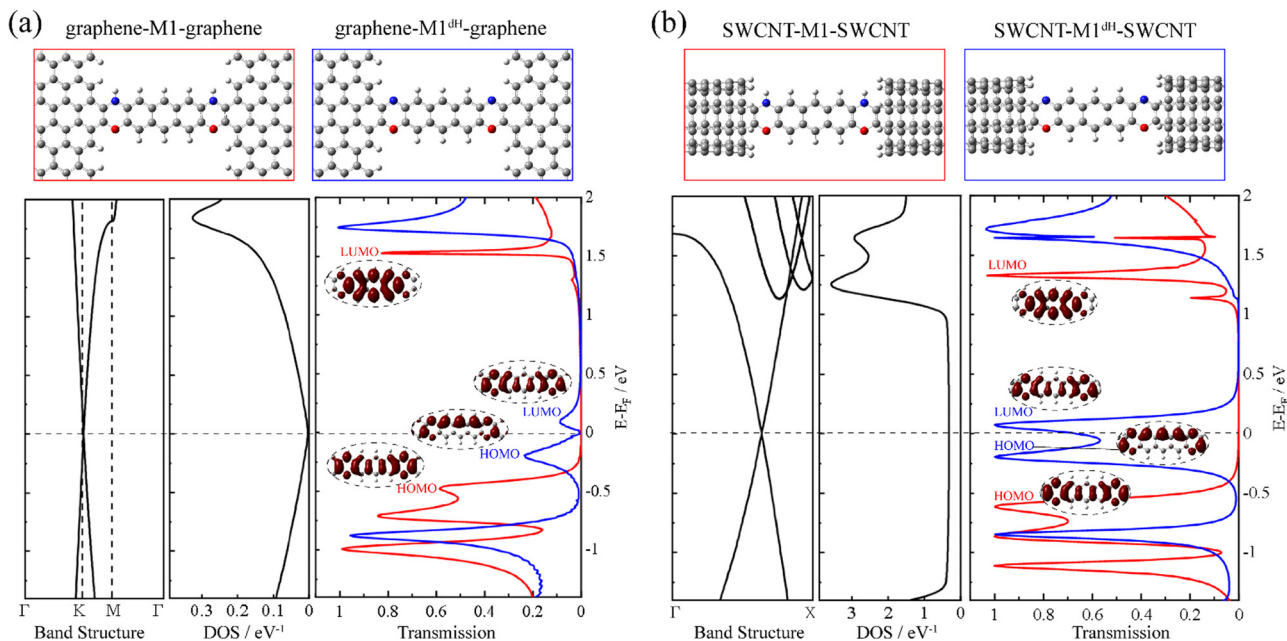 (a)
graphene-M1-graphene
graphene-M1dH-graphene
LUMO
LUMO
HOMO
HOMO
2
1.5
1
0.5
0
-0.5
-1
E-EF / eV
Γ K M Γ
0.3 0.2 0.1 0
1 0.8 0.6 0.4 0.2 0
Band Structure
DOS / eV-1
Transmission
(b)
SWCNT-M1-SWCNT
SWCNT-M1dH-SWCNT
LUMO
LUMO
HOMO
HOMO
2
1.5
1
0.5
0
-0.5
-1
E-EF / eV
Γ X
3 2 1 0
1 0.8 0.6 0.4 0.2 0
Band Structure
DOS / eV-1
Transmission